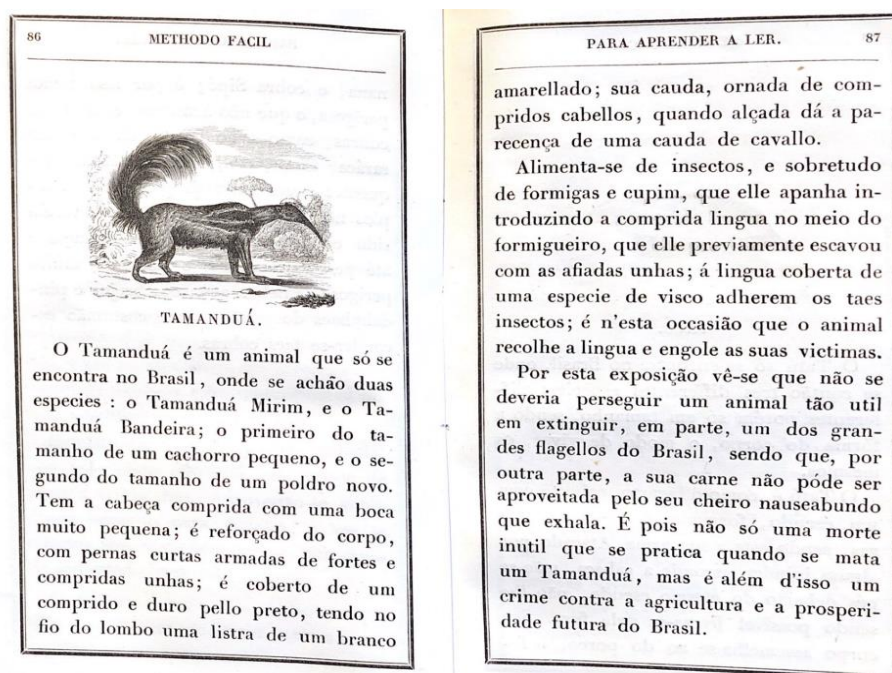 86
METHODO FACIL
TAMANDUÁ.
O Tamanduá é um animal que só se
encontra no Brasil, onde se achão duas
especies : o Tamanduá Mirim, e o Ta-
manduá Bandeira; o primeiro do ta-
manho de um cachorro pequeno, e o se-
gundo do tamanho de um poldro novo.
Tem a cabeça comprida com uma boca
muito pequena; é reforçado do corpo,
com pernas curtas armadas de fortes e
compridas unhas; é coberto de um
comprido e duro pello preto, tendo no
fio do lombo uma listra de um branco
PARA APRENDER A LER.
87
amarellado; sua cauda, ornada de com-
pridos cabellos, quando alçada dá a pa-
recença de uma cauda de cavallo.
Alimenta-se de insectos, e sobretudo
de formigas e cupim, que elle apanha in-
troduzindo a comprida lingua no meio do
formigueiro, que elle previamente escavou
com as afiadas unhas; á lingua coberta de
uma especie de visco adherem os taes
insectos; é n'esta occasião que o animal
recolhe a lingua e engole as suas victimas.
Por esta exposição vê-se que não se
deveria perseguir um animal tão util
em extinguir, em parte, um dos gran-
des flagellos do Brasil, sendo que, por
outra parte, a sua carne não póde ser
aproveitada pelo seu cheiro nauseabundo
que exhala. É pois não só uma morte
inutil que se pratica quando se mata
um Tamanduá, mas é além d'isso um
crime contra a agricultura e a prosperi-
dade futura do Brasil.